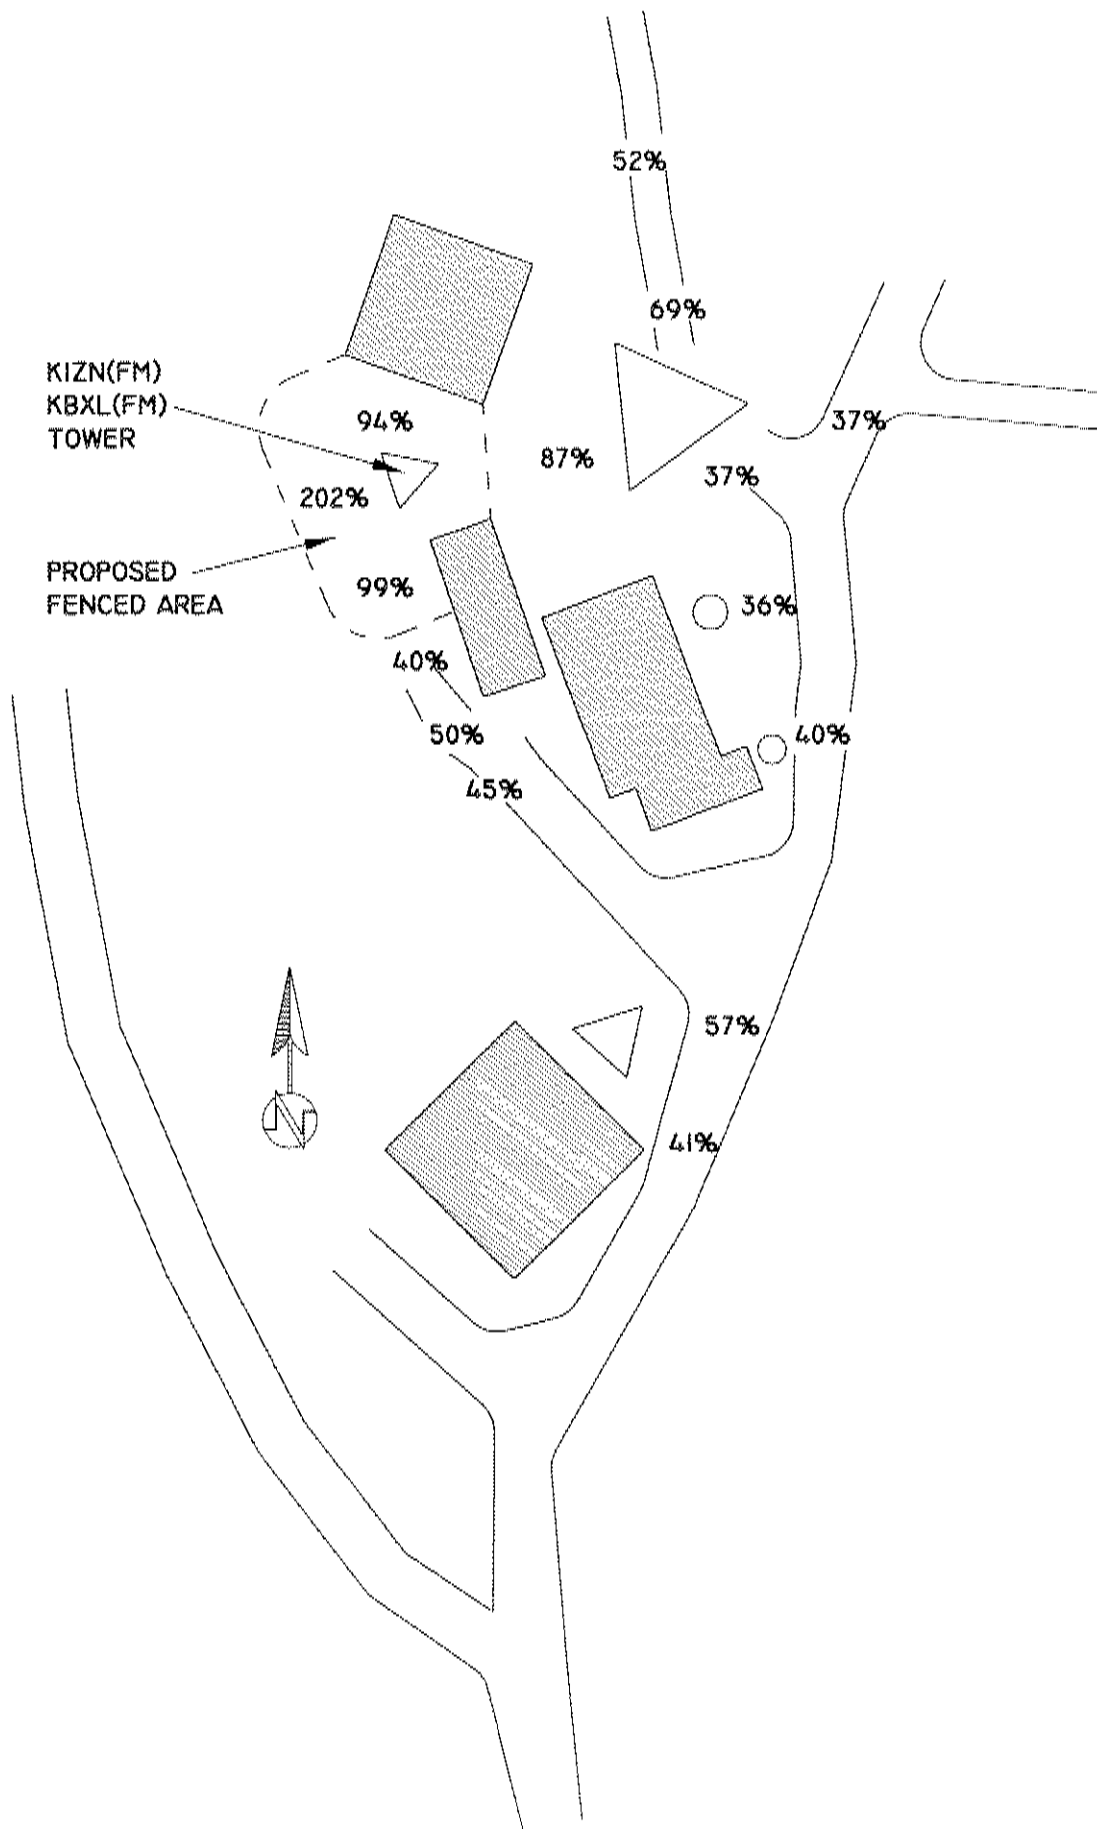 52%
69%
KIZN(FM)
KBXL(FM)
TOWER
94%
37%
87%
37%
202%
PROPOSED
FENCED AREA
99%
36%
40%
50%
40%
45%
57%
41%
N